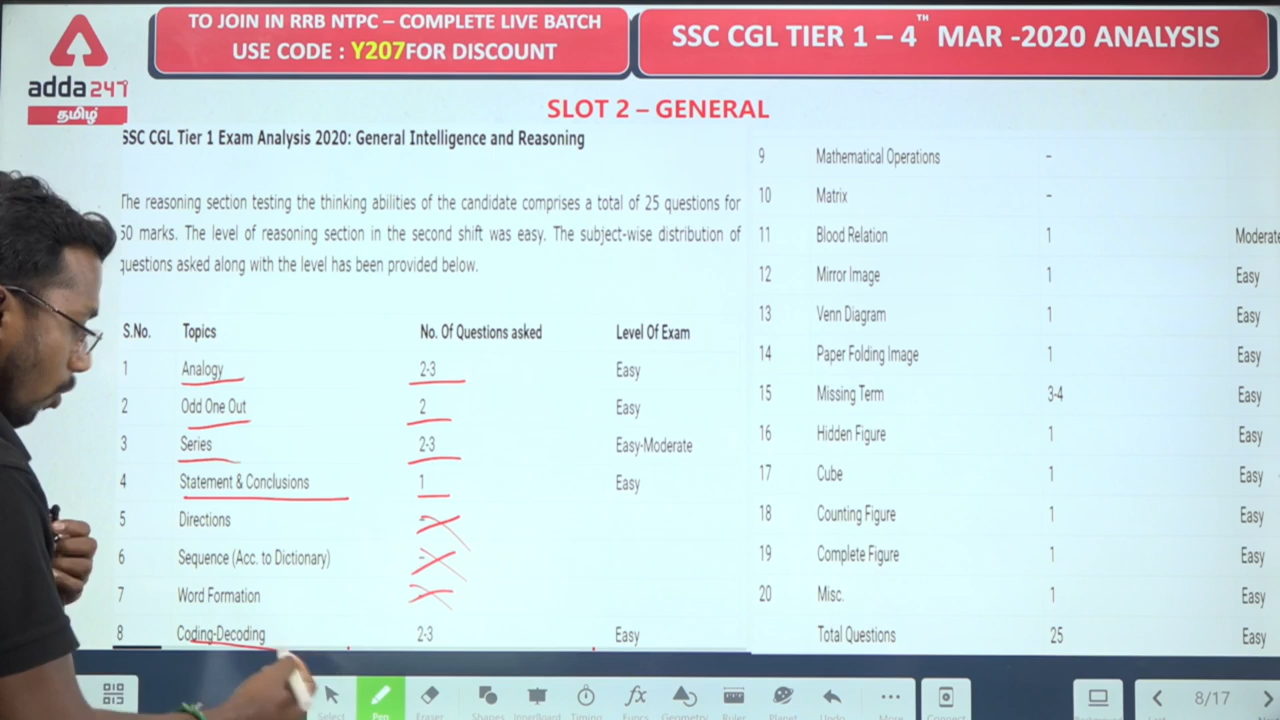 TO JOIN IN RRB NTPC – COMPLETE LIVE BATCH
USE CODE : Y207FOR DISCOUNT
SSC CGL TIER 1 – 4TH MAR -2020 ANALYSIS
adda247
தமிழ்
SLOT 2 – GENERAL
SSC CGL Tier 1 Exam Analysis 2020: General Intelligence and Reasoning
The reasoning section testing the thinking abilities of the candidate comprises a total of 25 questions for
50 marks. The level of reasoning section in the second shift was easy. The subject-wise distribution of
questions asked along with the level has been provided below.
S.No. Topics No. Of Questions asked Level Of Exam
1 Analogy 2-3 Easy
2 Odd One Out 2 Easy
3 Series 2-3 Easy-Moderate
4 Statement & Conclusions 1 Easy
5 Directions -
6 Sequence (Acc. to Dictionary) -
7 Word Formation -
8 Coding-Decoding 2-3 Easy
9 Mathematical Operations -
10 Matrix -
11 Blood Relation 1 Moderate
12 Mirror Image 1 Easy
13 Venn Diagram 1 Easy
14 Paper Folding Image 1 Easy
15 Missing Term 3-4 Easy
16 Hidden Figure 1 Easy
17 Cube 1 Easy
18 Counting Figure 1 Easy
19 Complete Figure 1 Easy
20 Misc. 1 Easy
Total Questions 25 Easy
Select Pen Eraser Shapes InnerBoard Timing Funcs Geometry Ruler Planet Undo More Connect 8/17